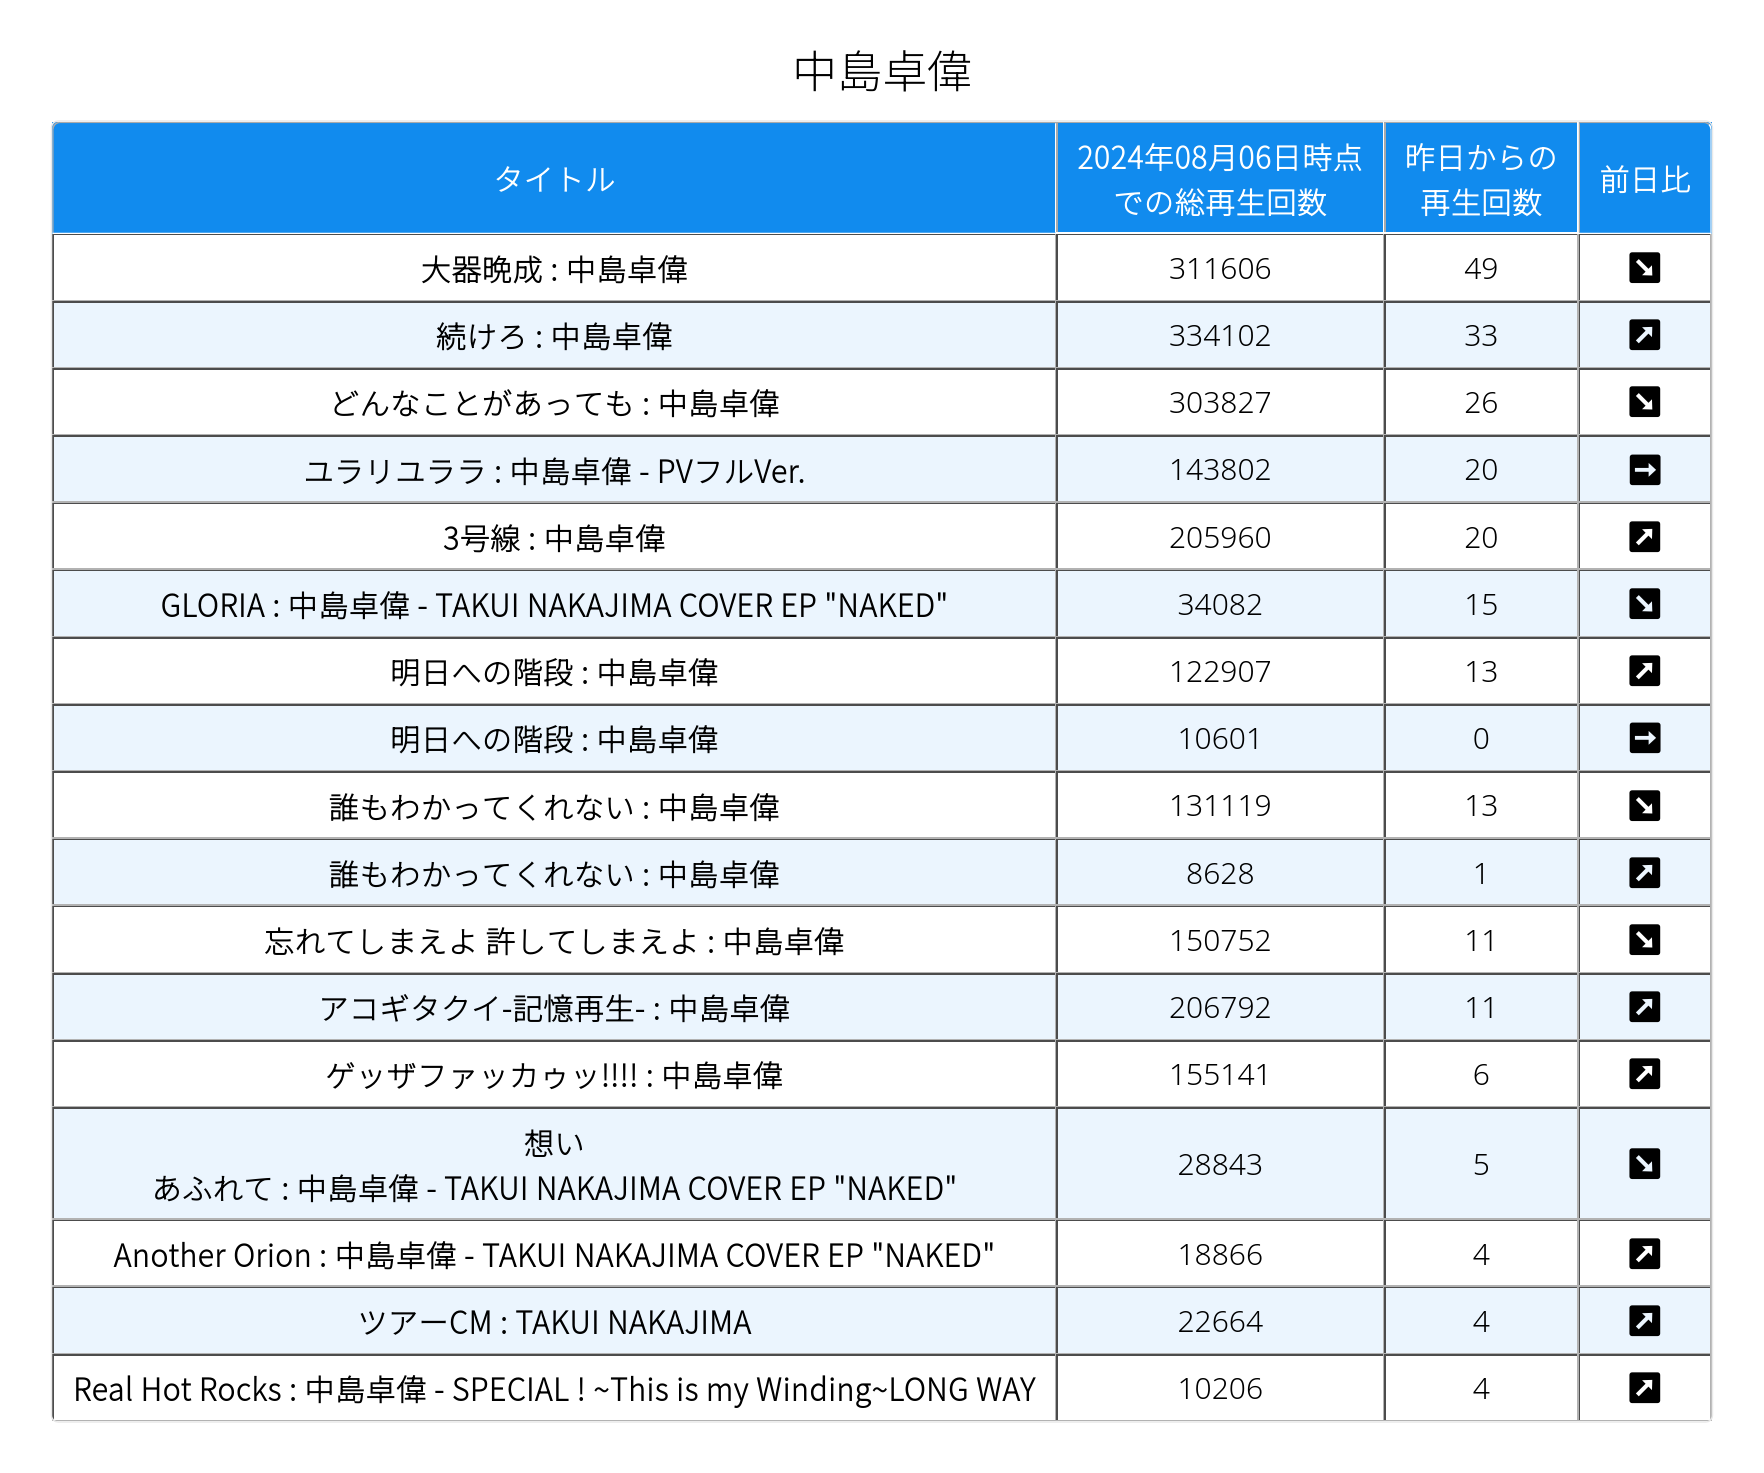 中島卓偉
タイトル
2024年08月06日時点
での総再生回数
昨日からの
再生回数
前日比
大器晩成 : 中島卓偉 311606 49
続けろ : 中島卓偉 334102 33
どんなことがあっても : 中島卓偉 303827 26
ユラリユララ : 中島卓偉 - PVフルVer. 143802 20
3号線 : 中島卓偉 205960 20
GLORIA : 中島卓偉 - TAKUI NAKAJIMA COVER EP "NAKED" 34082 15
明日への階段 : 中島卓偉 122907 13
明日への階段 : 中島卓偉 10601 0
誰もわかってくれない : 中島卓偉 131119 13
誰もわかってくれない : 中島卓偉 8628 1
忘れてしまえよ 許してしまえよ : 中島卓偉 150752 11
アコギタクイ-記憶再生- : 中島卓偉 206792 11
ゲッザファッカゥッ!!!! : 中島卓偉 155141 6
想い
あふれて : 中島卓偉 - TAKUI NAKAJIMA COVER EP "NAKED" 28843 5
Another Orion : 中島卓偉 - TAKUI NAKAJIMA COVER EP "NAKED" 18866 4
ツアーCM : TAKUI NAKAJIMA 22664 4
Real Hot Rocks : 中島卓偉 - SPECIAL ! ~This is my Winding~LONG WAY 10206 4